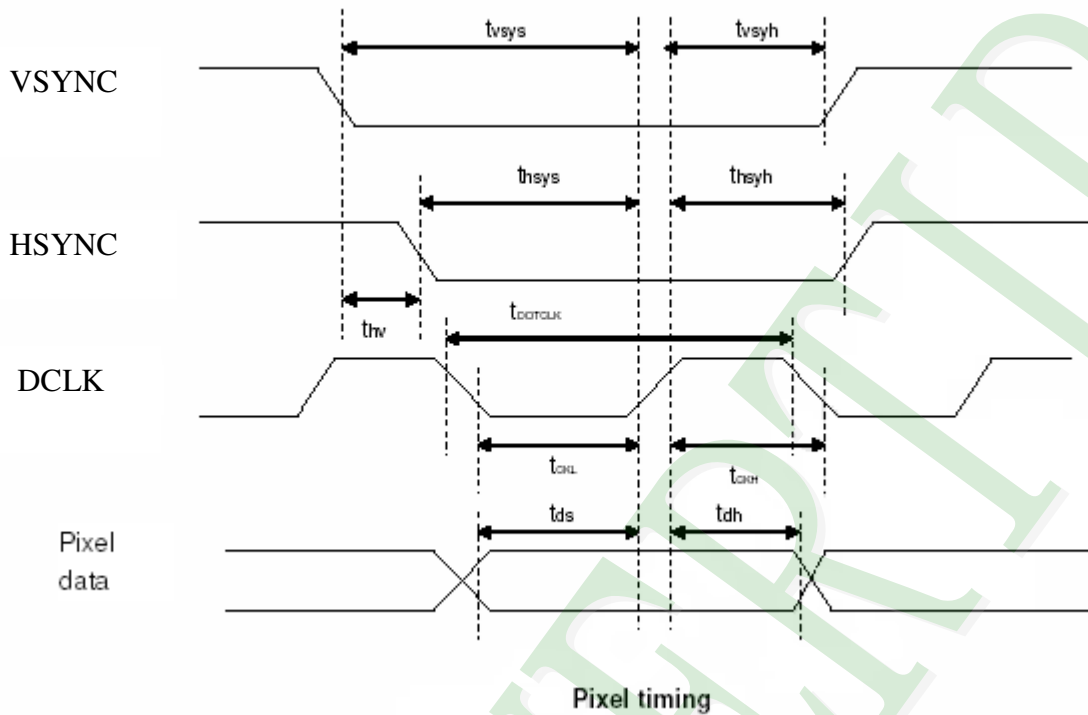 tvsys
tvsyh
VSYNC
thsys
thsyh
HSYNC
thv
tDOTCLK
DCLK
tCKL
tCKH
tds
tdh
Pixel
data
Pixel timing